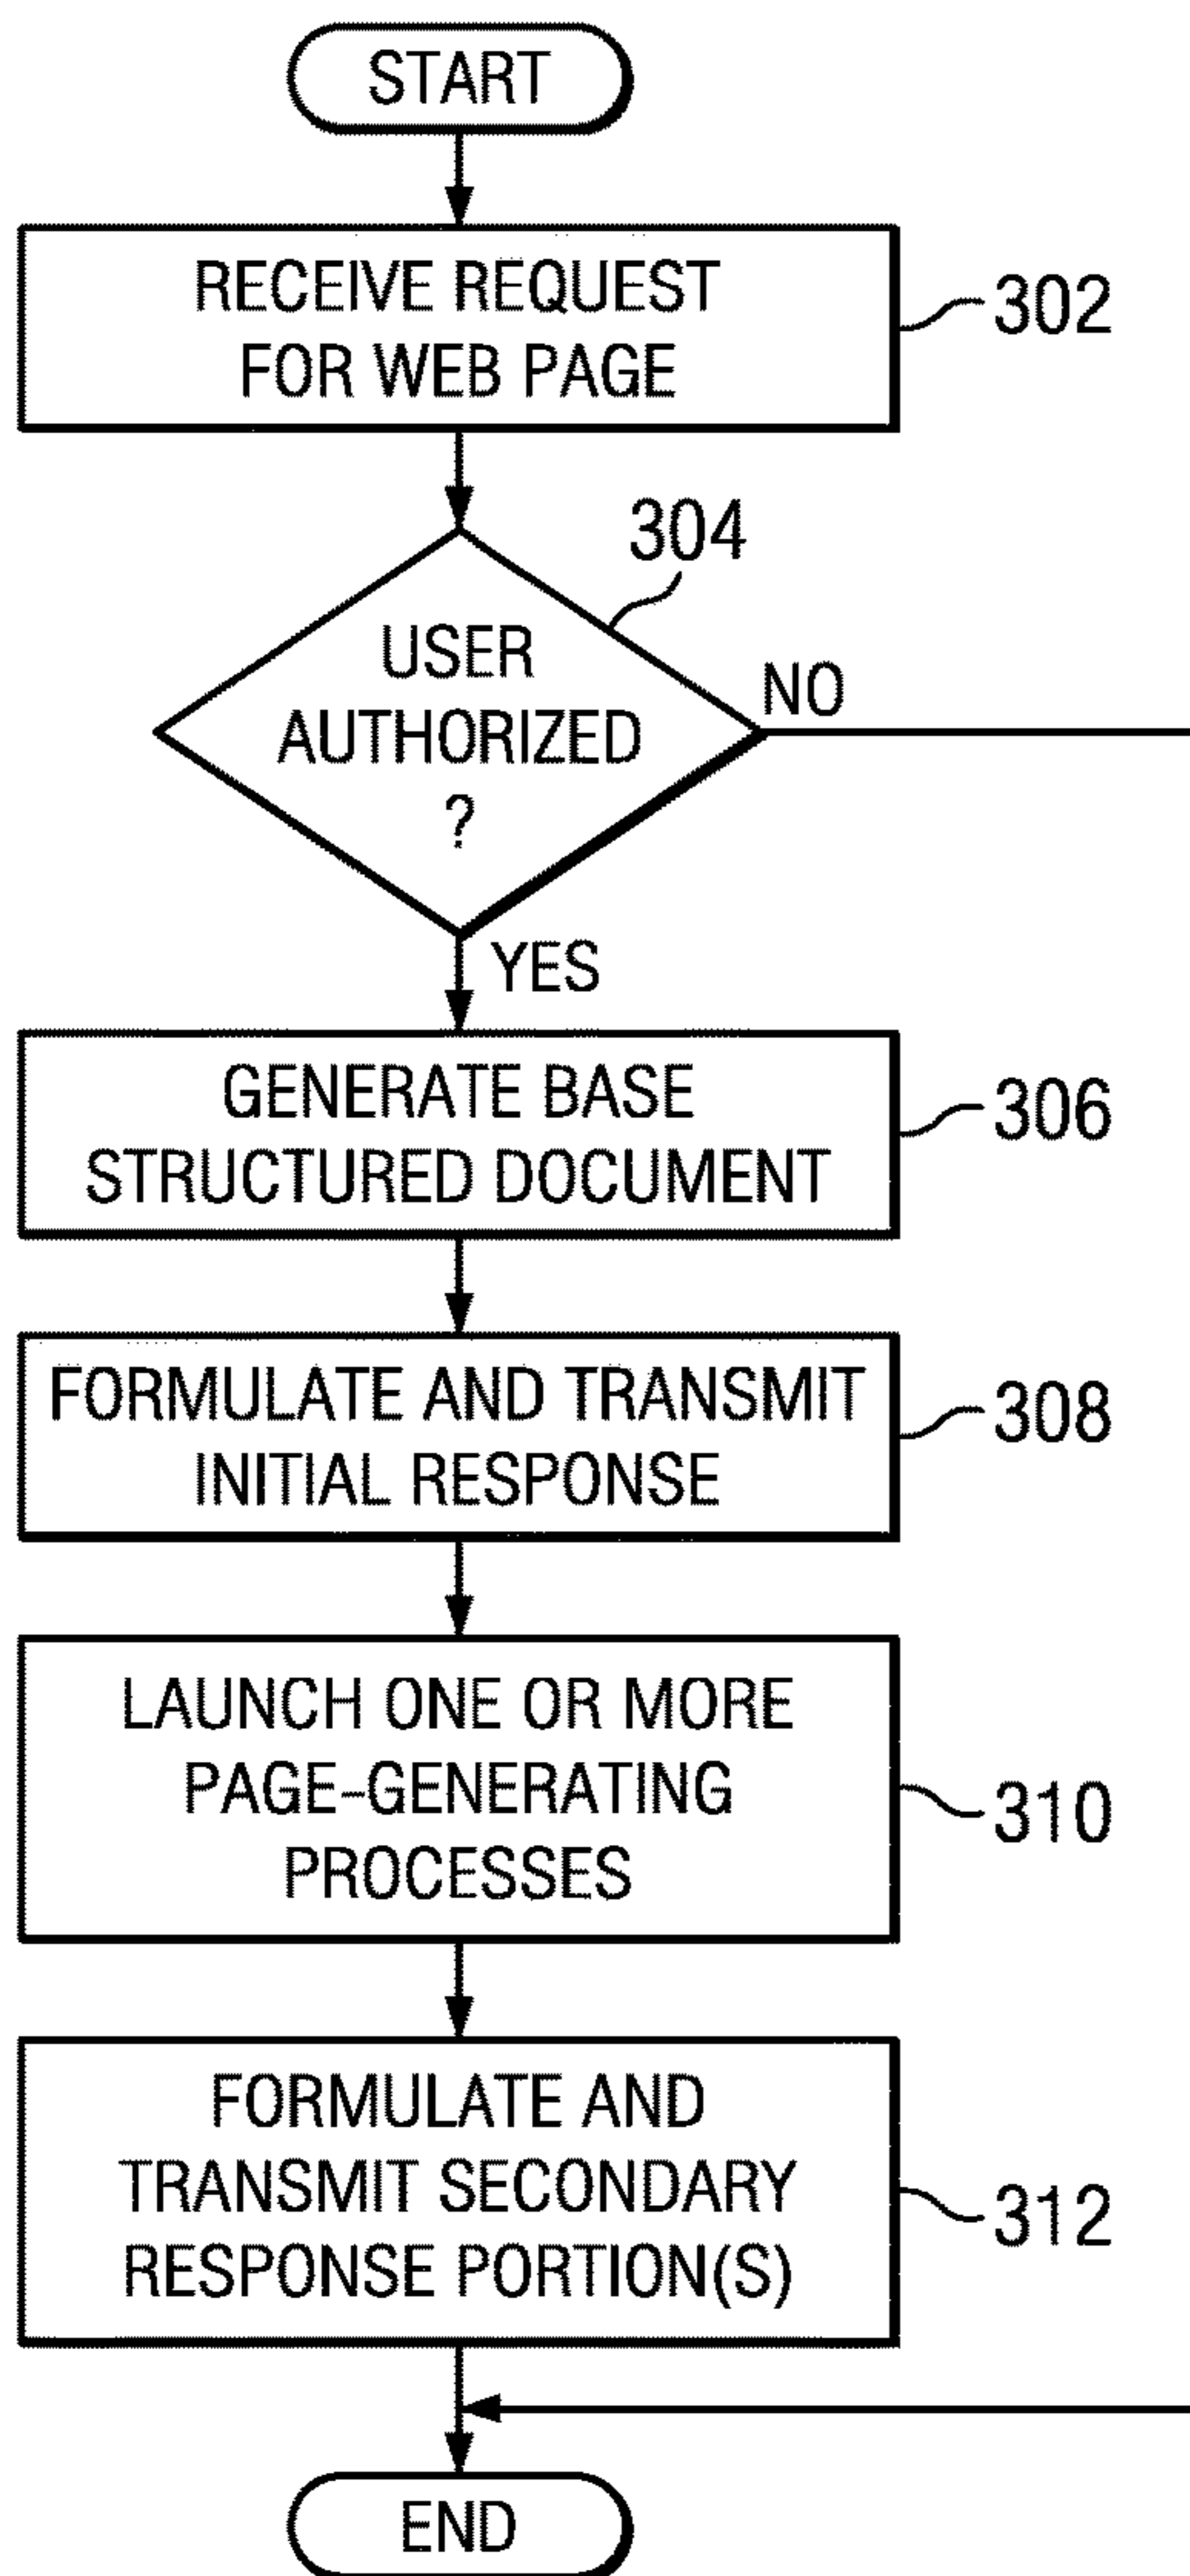 START
RECEIVE REQUEST
FOR WEB PAGE
302
304
USER
AUTHORIZED
?
NO
YES
GENERATE BASE
STRUCTURED DOCUMENT
306
FORMULATE AND TRANSMIT
INITIAL RESPONSE
308
LAUNCH ONE OR MORE
PAGE-GENERATING
PROCESSES
310
FORMULATE AND
TRANSMIT SECONDARY
RESPONSE PORTION(S)
312
END